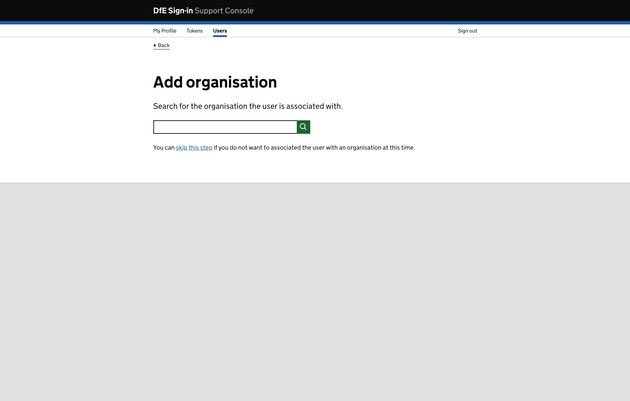 DfE Sign-in Support Console
My Profile Tokens Users Sign out
Back
Add organisation
Search for the organisation the user is associated with.
You can skip this step if you do not want to associated the user with an organisation at this time.